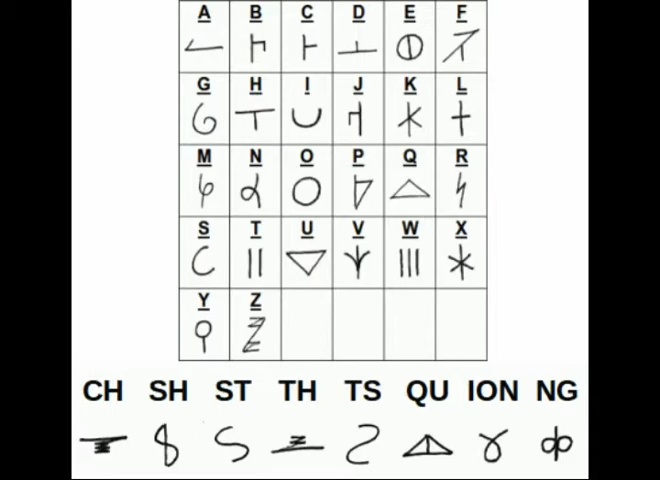 A B C D E F
G H I J K L
M N O P Q R
S T U V W X
Y Z
CH SH ST TH TS QU ION NG